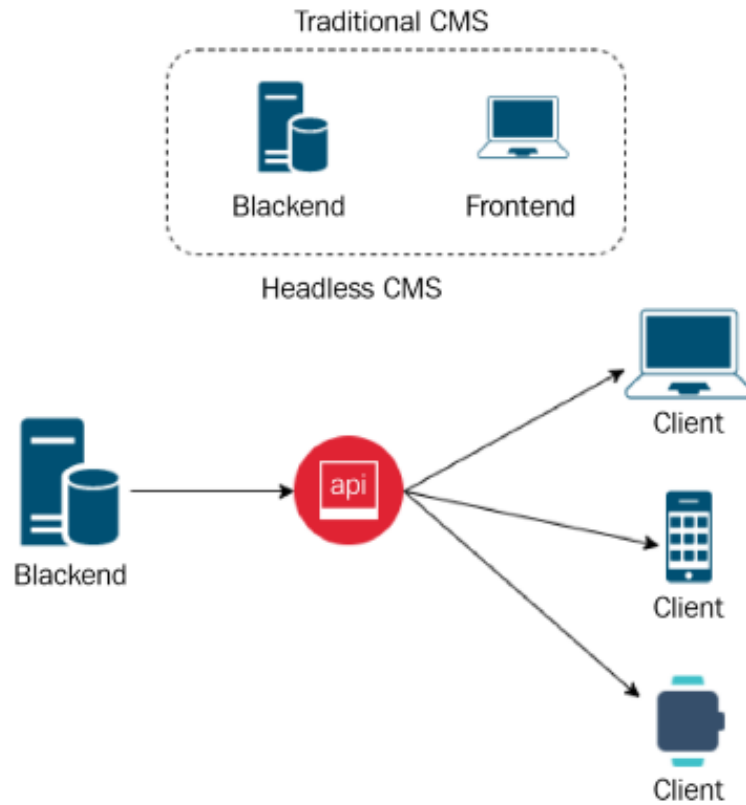 Traditional CMS
Blackend
Frontend
Headless CMS
Client
api
Blackend
Client
Client